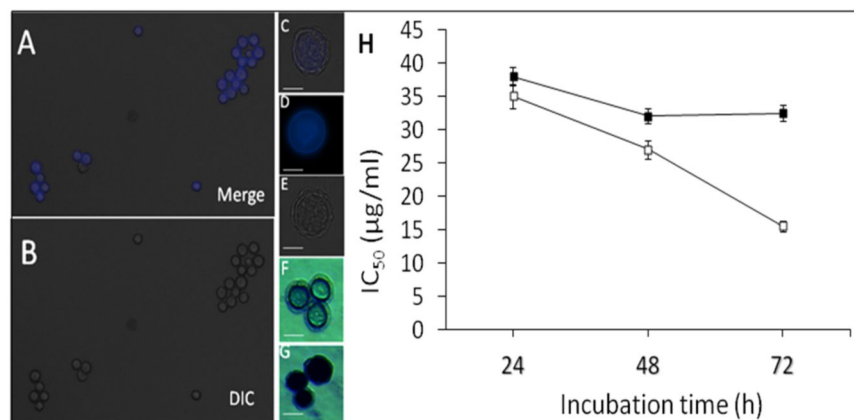 A
Merge
B
DIC
C
D
E
F
G
H
IC50 (µg/ml)
45
40
35
30
25
20
15
10
5
0
24 48 72
Incubation time (h)